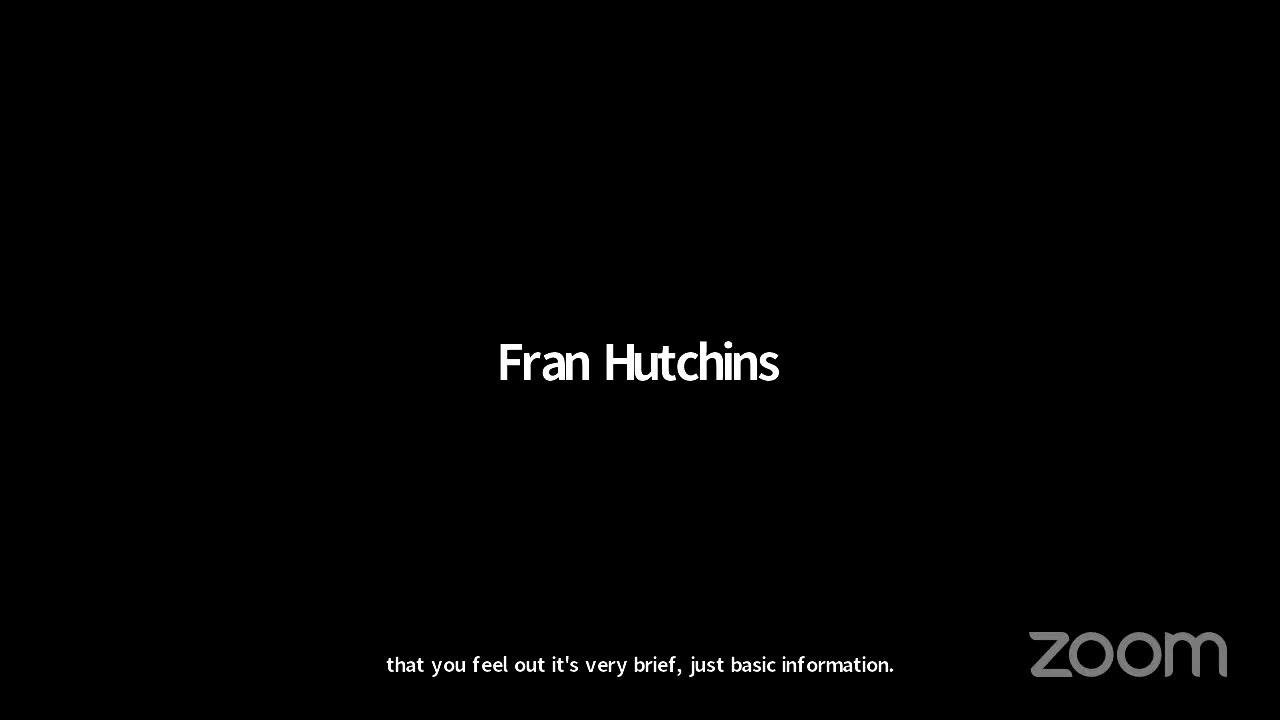 Fran Hutchins
that you feel out it's very brief, just basic information.
zoom